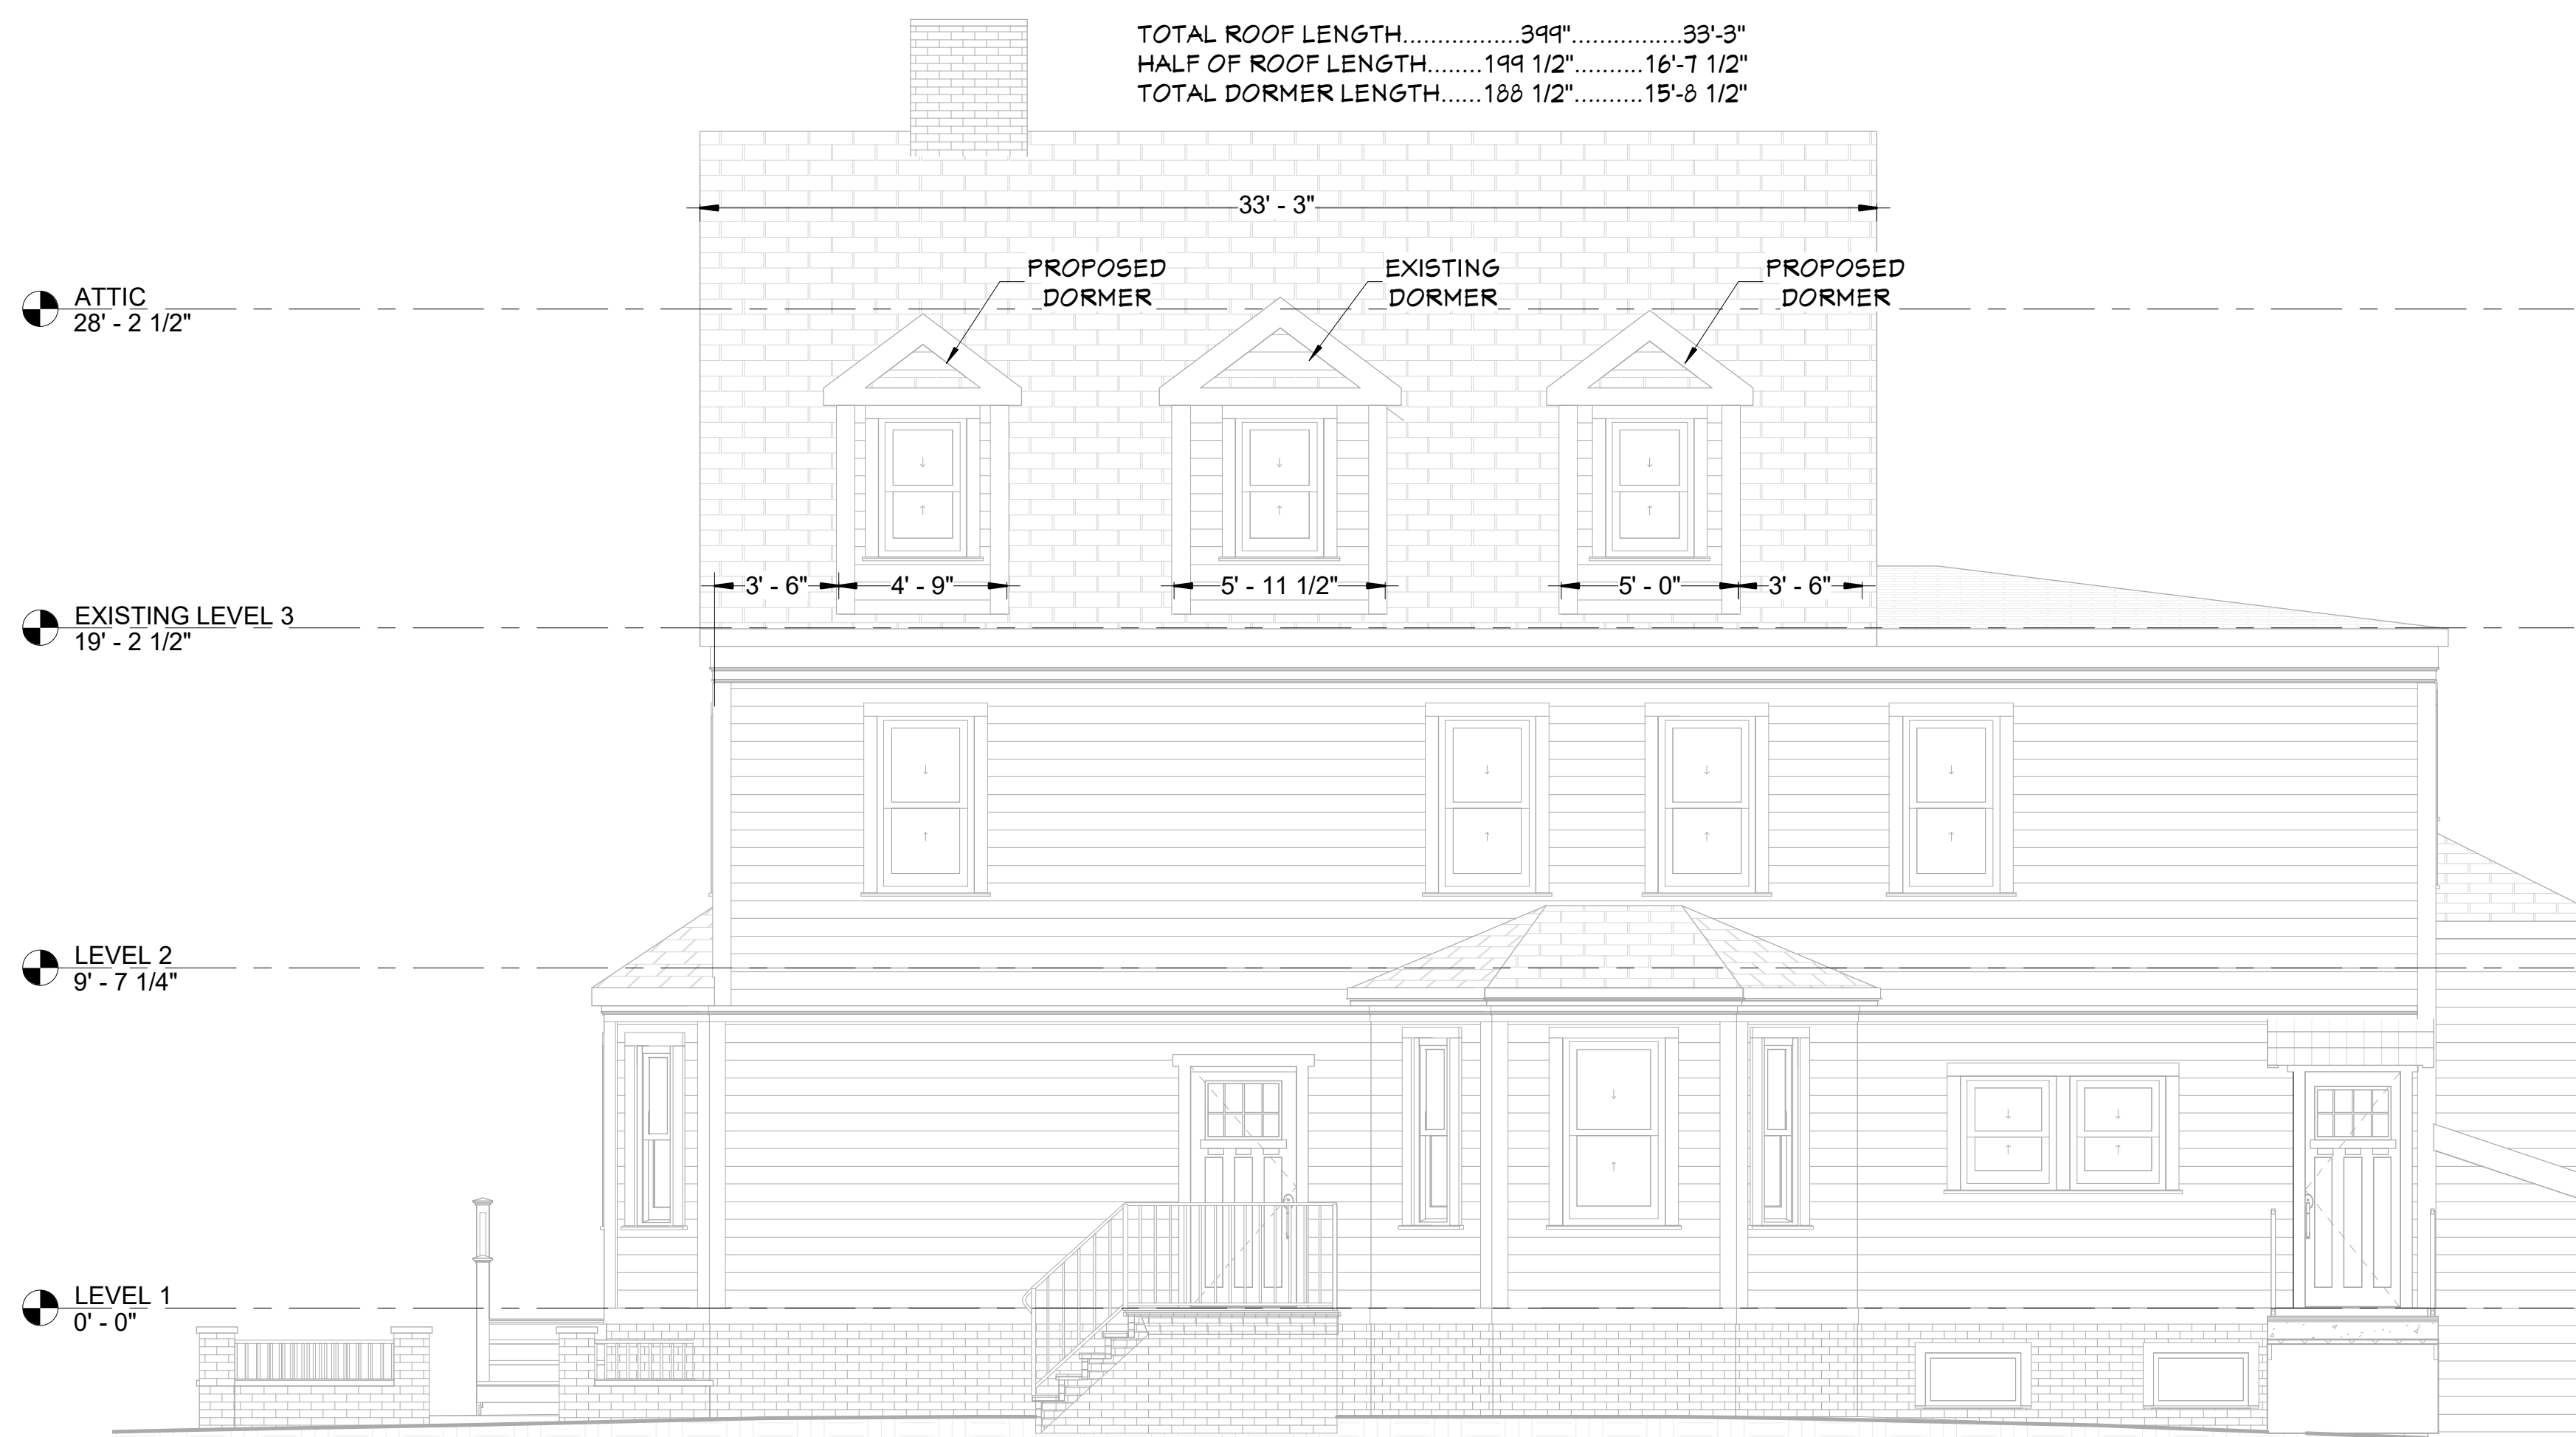 TOTAL ROOF LENGTH.................399"................33'-3"
HALF OF ROOF LENGTH........199 1/2"..........16'-7 1/2"
TOTAL DORMER LENGTH......188 1/2"..........15'-8 1/2"
33' - 3"
PROPOSED
DORMER
EXISTING
DORMER
PROPOSED
DORMER
ATTIC
28' - 2 1/2"
3' - 6"
4' - 9"
5' - 11 1/2"
5' - 0"
3' - 6"
EXISTING LEVEL 3
19' - 2 1/2"
LEVEL 2
9' - 7 1/4"
LEVEL 1
0' - 0"